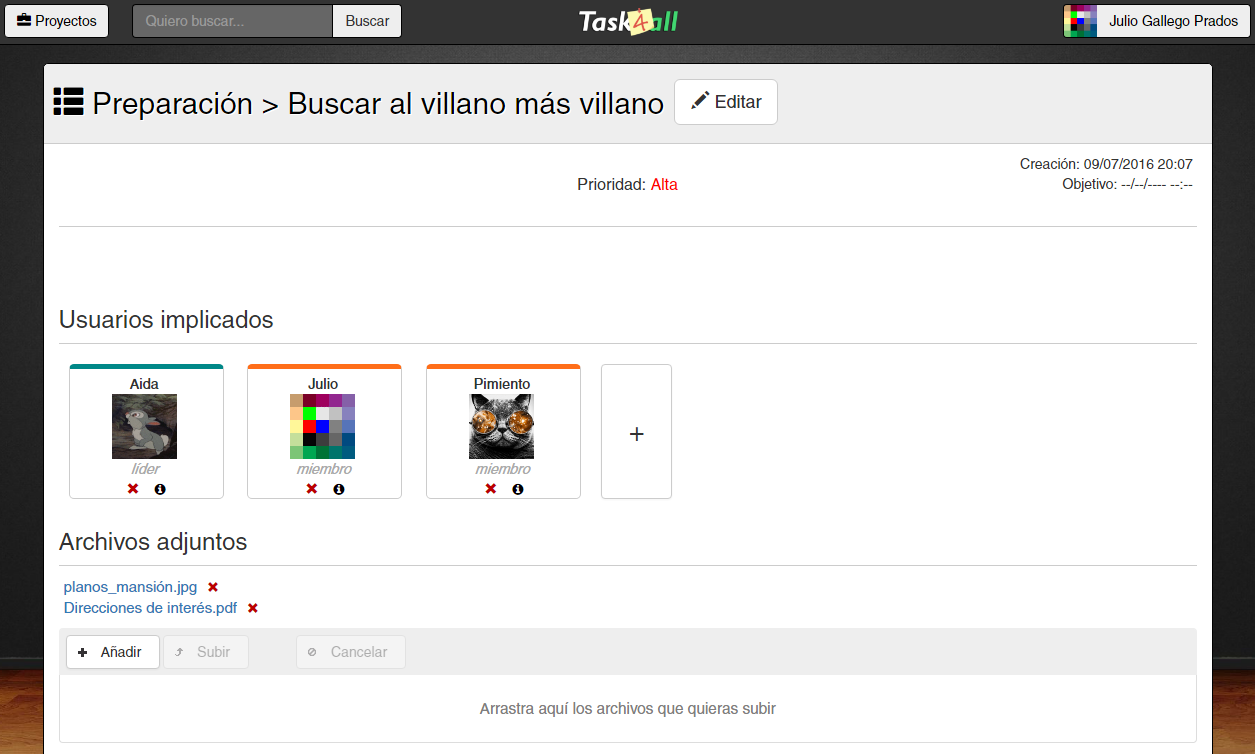 Proyectos
Quiero buscar...
Buscar
Task4all
Julio Gallego Prados
Preparación > Buscar al villano más villano
Editar
Creación: 09/07/2016 20:07
Prioridad: Alta
Objetivo: --/--/---- --:--
Usuarios implicados
Aida
líder
Julio
miembro
Pimiento
miembro
+
Archivos adjuntos
planos_mansión.jpg
Direcciones de interés.pdf
Añadir
Subir
Cancelar
Arrastra aquí los archivos que quieras subir